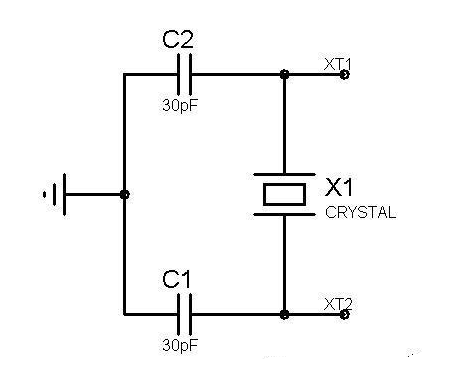 C2
30pF
XT1
X1
CRYSTAL
C1
30pF
XT2